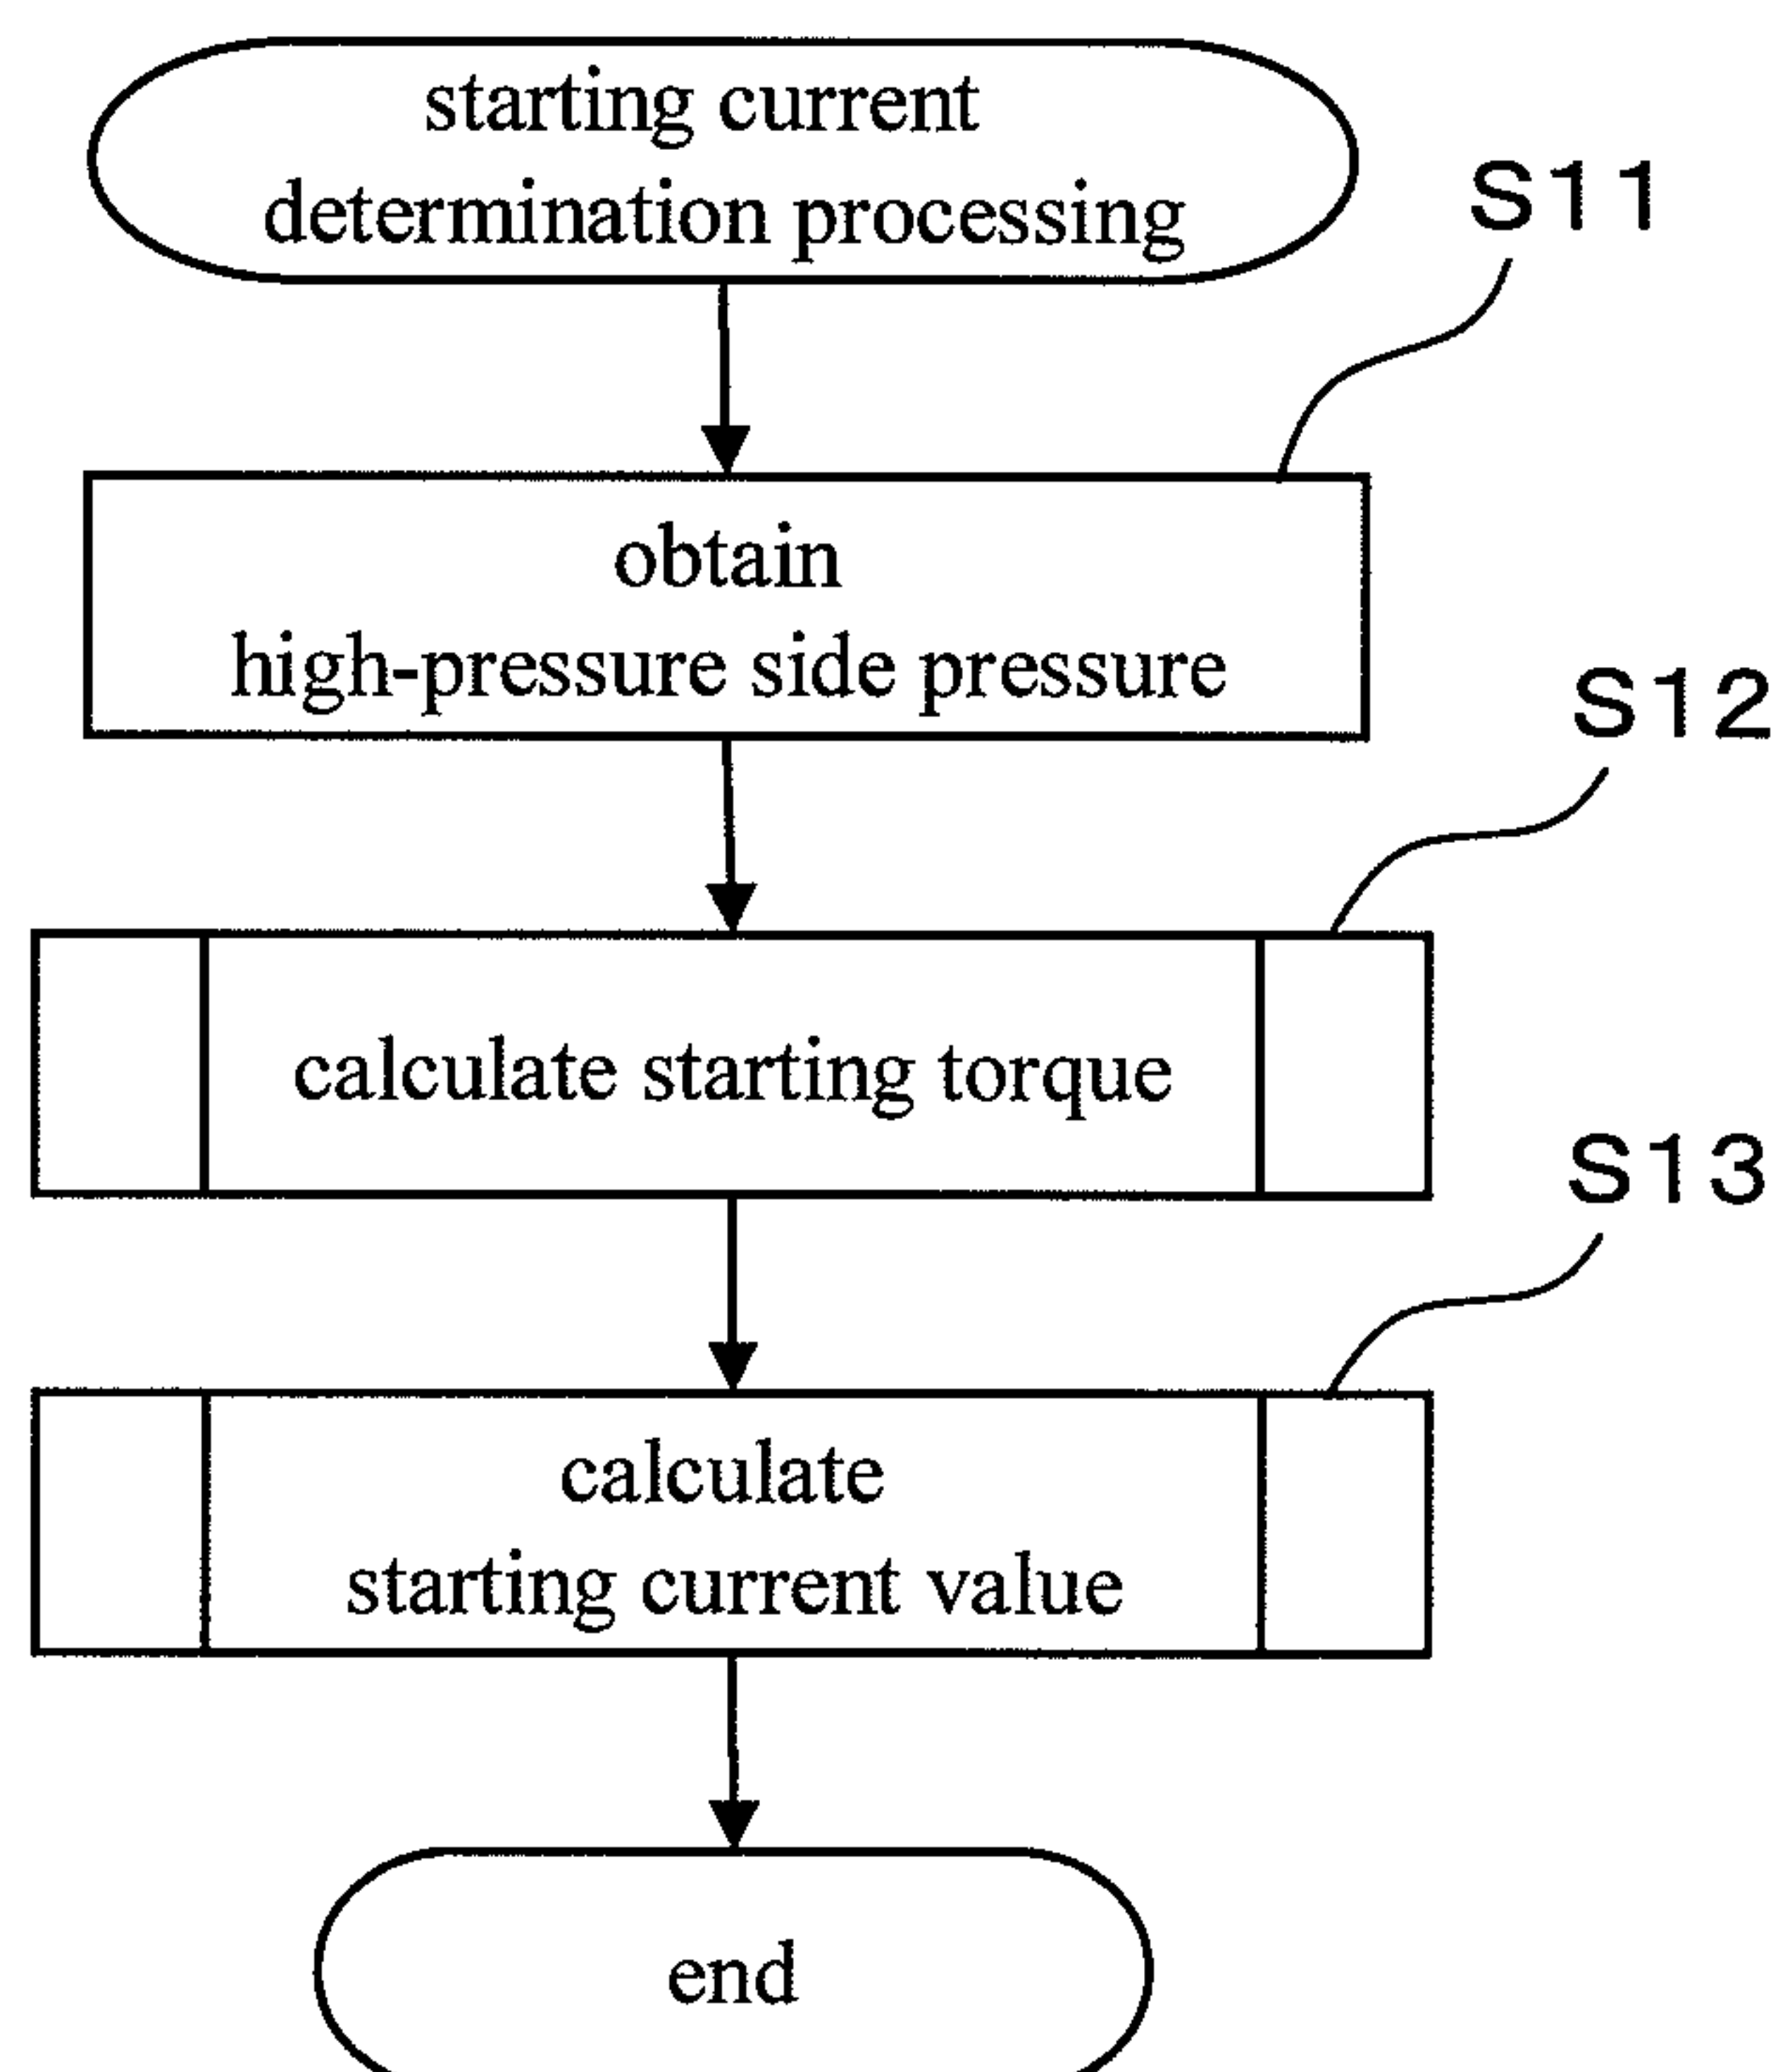 starting current
determination processing
S11
obtain
high-pressure side pressure
S12
calculate starting torque
S13
calculate
starting current value
end